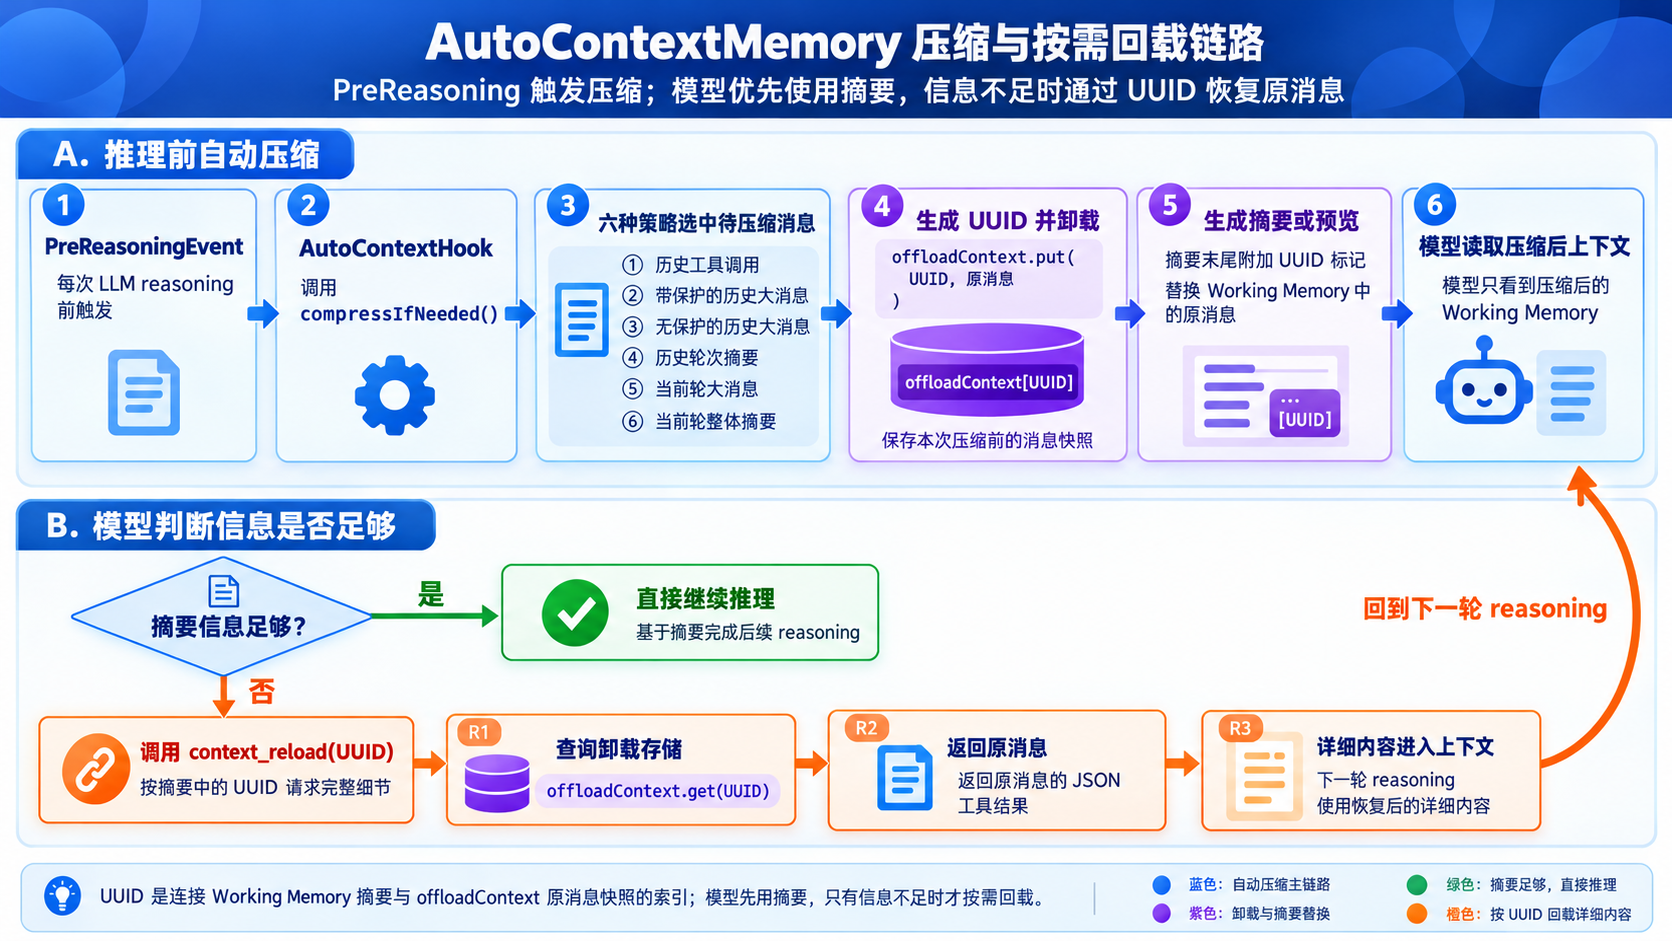 AutoContextMemory 压缩与按需回载链路
PreReasoning 触发压缩；模型优先使用摘要，信息不足时通过 UUID 恢复原消息
A. 推理前自动压缩
1
PreReasoningEvent
每次 LLM reasoning
前触发
2
AutoContextHook
调用
compressIfNeeded()
3
六种策略选中待压缩消息
① 历史工具调用
② 带保护的历史大消息
③ 无保护的历史大消息
④ 历史轮次摘要
⑤ 当前轮大消息
⑥ 当前轮整体摘要
4
生成 UUID 并卸载
offloadContext.put(
UUID, 原消息
)
offloadContext[UUID]
保存本次压缩前的消息快照
5
生成摘要或预览
摘要末尾附加 UUID 标记
替换 Working Memory 中
的原消息
[UUID]
6
模型读取压缩后上下文
模型只看到压缩后的
Working Memory
B. 模型判断信息是否足够
摘要信息足够？
是
直接继续推理
基于摘要完成后续 reasoning
否
回到下一轮 reasoning
调用 context_reload(UUID)
按摘要中的 UUID 请求完整细节
R1
查询卸载存储
offloadContext.get(UUID)
R2
返回原消息
返回原消息的 JSON
工具结果
R3
详细内容进入上下文
下一轮 reasoning
使用恢复后的详细内容
UUID 是连接 Working Memory 摘要与 offloadContext 原消息快照的索引；模型先用摘要，只有信息不足时才按需回载。
蓝色：自动压缩主链路
绿色：摘要足够，直接推理
紫色：卸载与摘要替换
橙色：按 UUID 回载详细内容